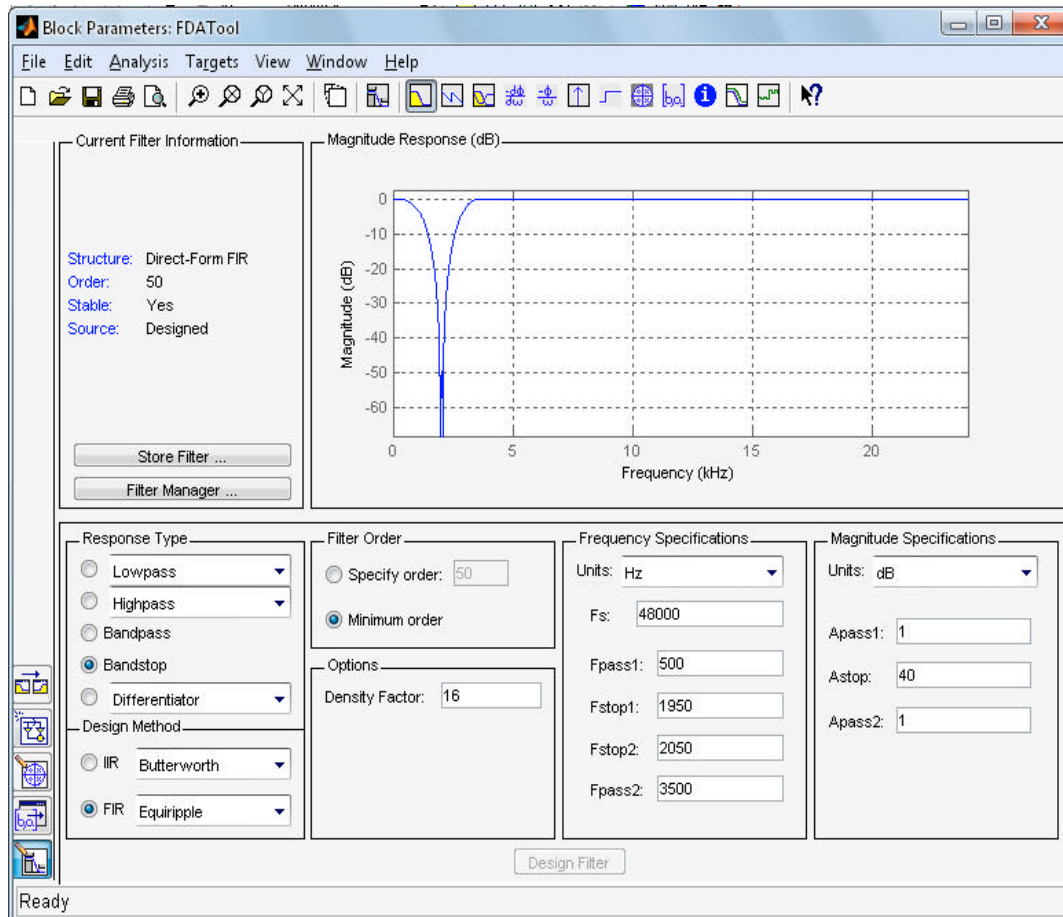 Block Parameters: FDATool
File Edit Analysis Targets View Window Help
Current Filter Information
Structure: Direct-Form FIR
Order: 50
Stable: Yes
Source: Designed
Store Filter ...
Filter Manager ...
Magnitude Response (dB)
Magnitude (dB)
0
-10
-20
-30
-40
-50
-60
0 5 10 15 20
Frequency (kHz)
Response Type
Lowpass
Highpass
Bandpass
Bandstop
Differentiator
Design Method
IIR Butterworth
FIR Equiripple
Filter Order
Specify order: 50
Minimum order
Options
Density Factor: 16
Frequency Specifications
Units: Hz
Fs: 48000
Fpass1: 500
Fstop1: 1950
Fstop2: 2050
Fpass2: 3500
Magnitude Specifications
Units: dB
Apass1: 1
Astop: 40
Apass2: 1
Design Filter
Ready